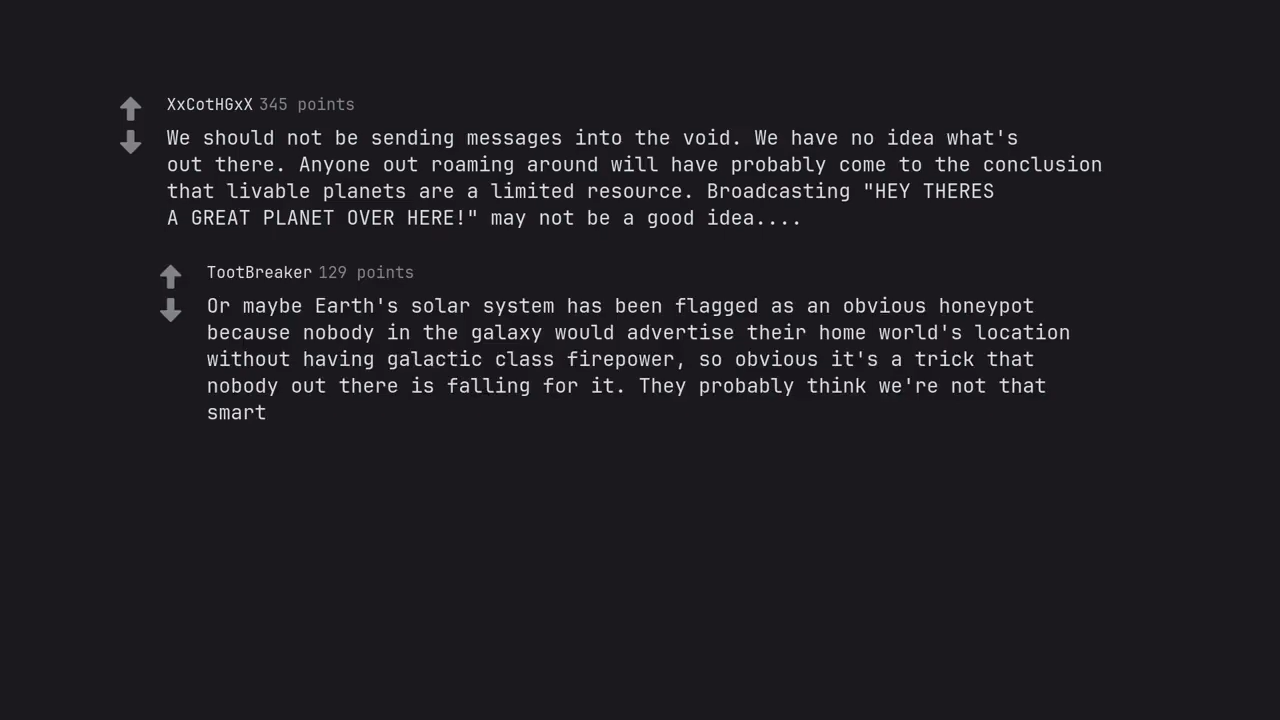 XxCotHGxX 345 points
We should not be sending messages into the void. We have no idea what's
out there. Anyone out roaming around will have probably come to the conclusion
that livable planets are a limited resource. Broadcasting "HEY THERES
A GREAT PLANET OVER HERE!" may not be a good idea....
TootBreaker 129 points
Or maybe Earth's solar system has been flagged as an obvious honeypot
because nobody in the galaxy would advertise their home world's location
without having galactic class firepower, so obvious it's a trick that
nobody out there is falling for it. They probably think we're not that
smart